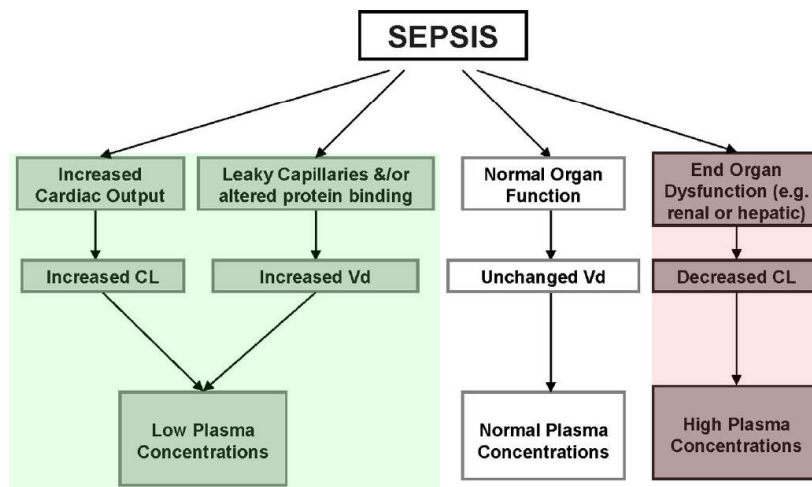 SEPSIS
Increased
Cardiac Output
Leaky Capillaries &/or
altered protein binding
Normal Organ
Function
End Organ
Dysfunction (e.g.
renal or hepatic)
Increased CL
Increased Vd
Unchanged Vd
Decreased CL
Low Plasma
Concentrations
Normal Plasma
Concentrations
High Plasma
Concentrations